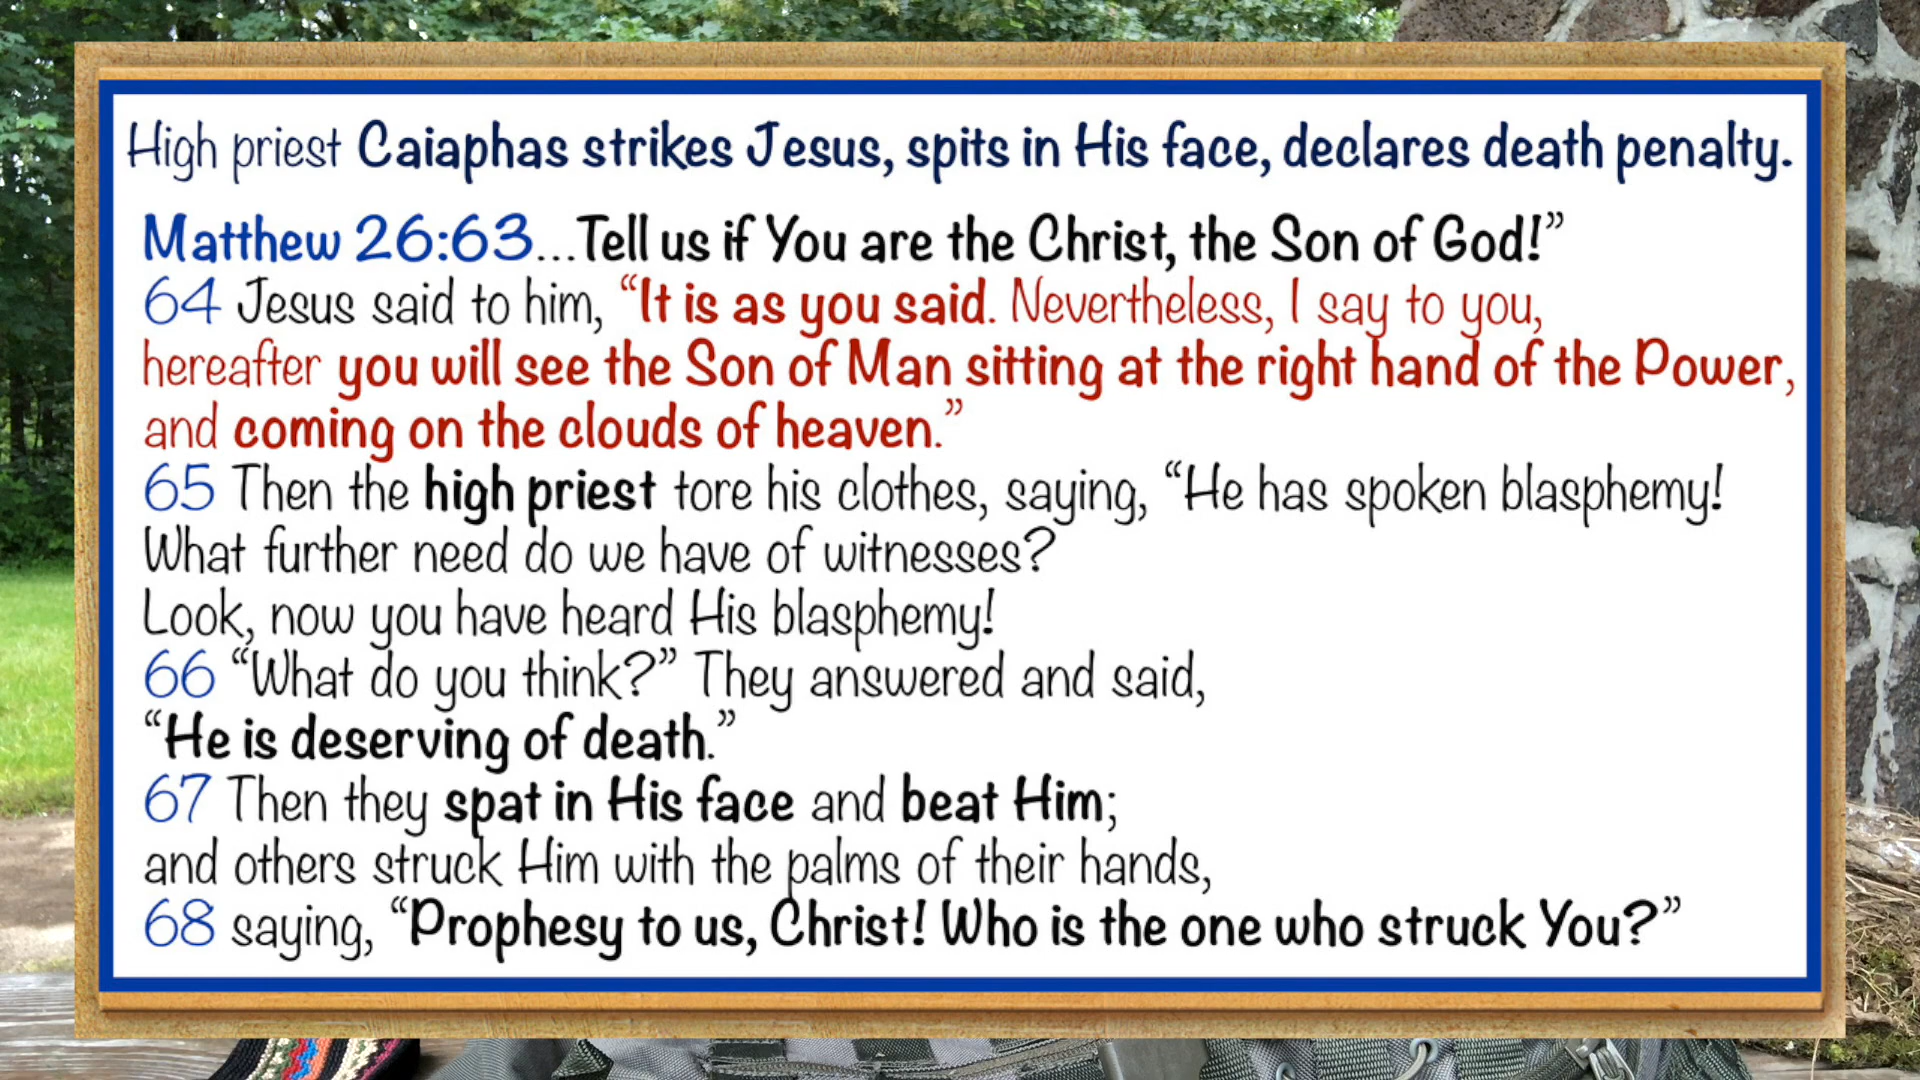 High priest Caiaphas strikes Jesus, spits in His face, declares death penalty.
Matthew 26:63...Tell us if You are the Christ, the Son of God!”
64 Jesus said to him, “It is as you said. Nevertheless, I say to you,
hereafter you will see the Son of Man sitting at the right hand of the Power,
and coming on the clouds of heaven.”
65 Then the high priest tore his clothes, saying, “He has spoken blasphemy!
What further need do we have of witnesses?
Look, now you have heard His blasphemy!
66 “What do you think?” They answered and said,
“He is deserving of death.”
67 Then they spat in His face and beat Him;
and others struck Him with the palms of their hands,
68 saying, “Prophesy to us, Christ! Who is the one who struck You?”